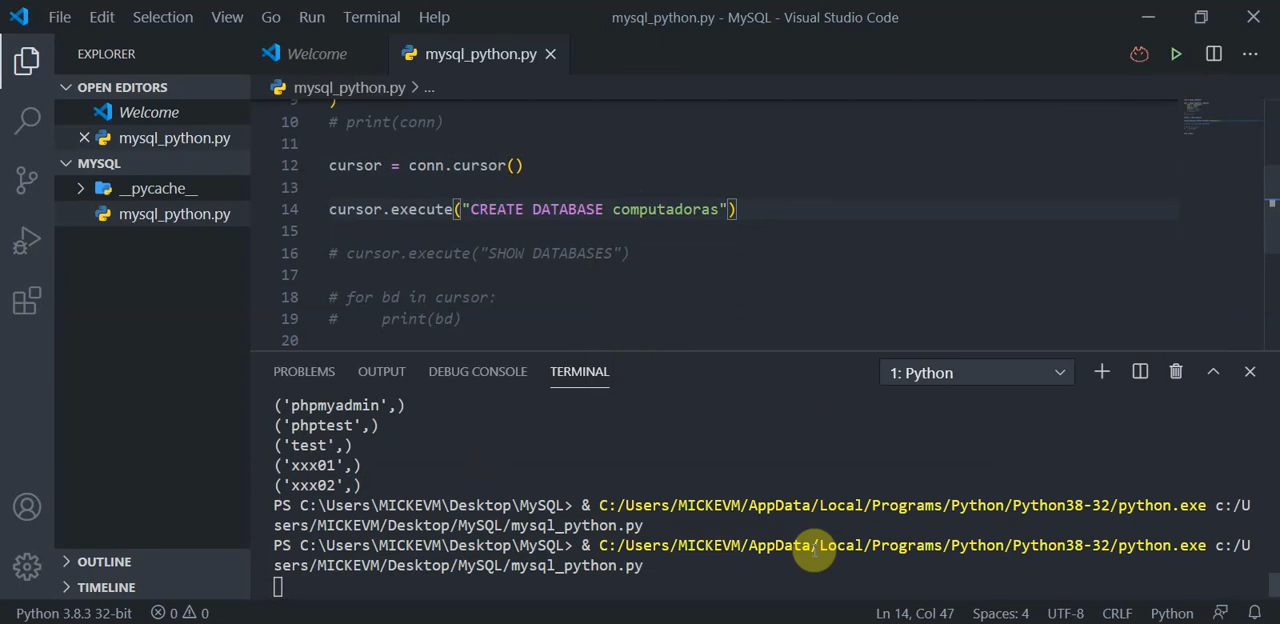 File Edit Selection View Go Run Terminal Help mysql_python.py - MySQL - Visual Studio Code
EXPLORER
OPEN EDITORS
Welcome
mysql_python.py
MYSQL
__pycache__
mysql_python.py
OUTLINE
TIMELINE
Welcome mysql_python.py
mysql_python.py > ...
9 )
10 # print(conn)
11
12 cursor = conn.cursor()
13
14 cursor.execute("CREATE DATABASE computadoras")
15
16 # cursor.execute("SHOW DATABASES")
17
18 # for bd in cursor:
19 #     print(bd)
20
PROBLEMS OUTPUT DEBUG CONSOLE TERMINAL 1: Python
('phpmyadmin',)
('phptest',)
('test',)
('xxx01',)
('xxx02',)
PS C:\Users\MICKEVM\Desktop\MySQL> & C:/Users/MICKEVM/AppData/Local/Programs/Python/Python38-32/python.exe c:/U
sers/MICKEVM/Desktop/MySQL/mysql_python.py
PS C:\Users\MICKEVM\Desktop\MySQL> & C:/Users/MICKEVM/AppData/Local/Programs/Python/Python38-32/python.exe c:/U
sers/MICKEVM/Desktop/MySQL/mysql_python.py
Python 3.8.3 32-bit 0 0 Ln 14, Col 47 Spaces: 4 UTF-8 CRLF Python